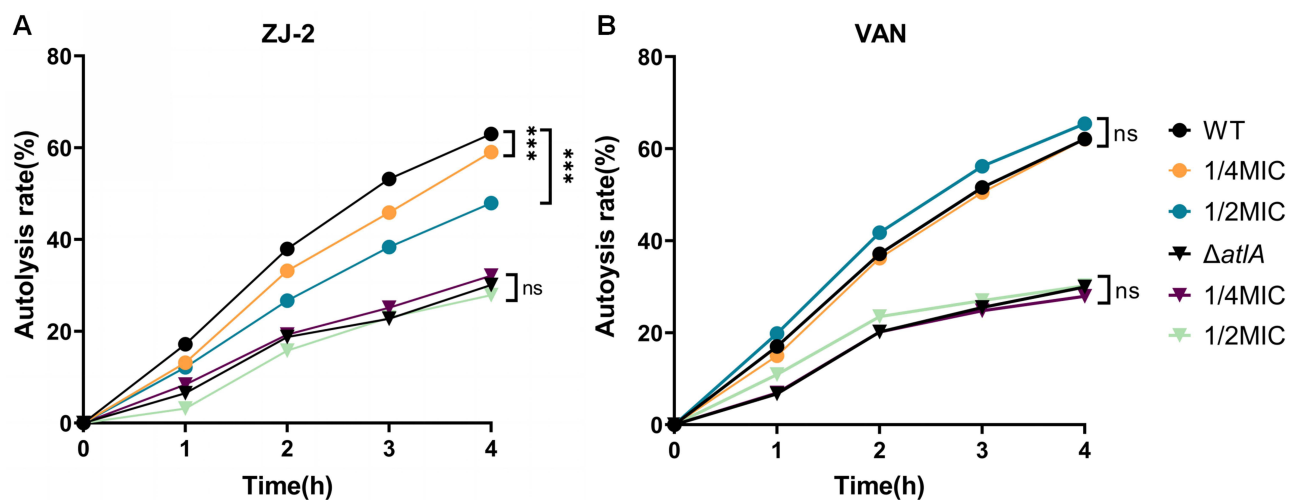 A
ZJ-2
Autolysis rate(%)
80
60
40
20
0
0 1 2 3 4
Time(h)
***
***
ns
B
VAN
Autoysis rate(%)
80
60
40
20
0
0 1 2 3 4
Time(h)
ns
ns
WT
1/4MIC
1/2MIC
ΔatlA
1/4MIC
1/2MIC